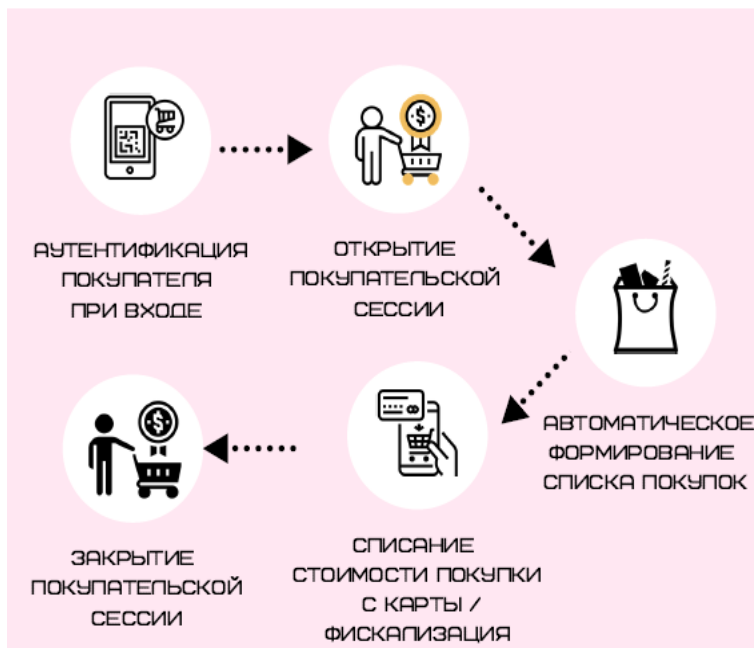 АУТЕНТИФИКАЦИЯ
ПОКУПАТЕЛЯ
ПРИ ВХОДЕ
ОТКРЫТИЕ
ПОКУПАТЕЛЬСКОЙ
СЕССИИ
АВТОМАТИЧЕСКОЕ
ФОРМИРОВАНИЕ
СПИСКА ПОКУПОК
СПИСАНИЕ
СТОИМОСТИ ПОКУПКИ
С КАРТЫ /
ФИСКАЛИЗАЦИЯ
ЗАКРЫТИЕ
ПОКУПАТЕЛЬСКОЙ
СЕССИИ